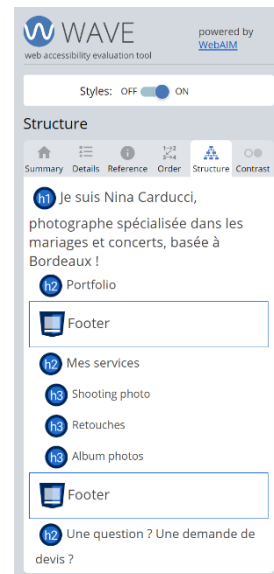 WAVE
web accessibility evaluation tool
powered by
WebAIM
Styles: OFF ON
Structure
Summary Details Reference Order Structure Contrast
h1 Je suis Nina Carducci,
photographe spécialisée dans les
mariages et concerts, basée à
Bordeaux !
h2 Portfolio
Footer
h2 Mes services
h3 Shooting photo
h3 Retouches
h3 Album photos
Footer
h2 Une question ? Une demande de
devis ?